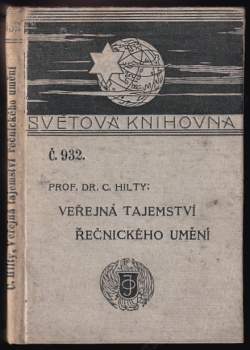 C. Hilty, Veřejná tajemství řečnického umění
SVĚTOVÁ KNIHOVNA
Č. 932.
PROF. DR. C. HILTY:
VEŘEJNÁ TAJEMSTVÍ
ŘEČNICKÉHO UMĚNÍ